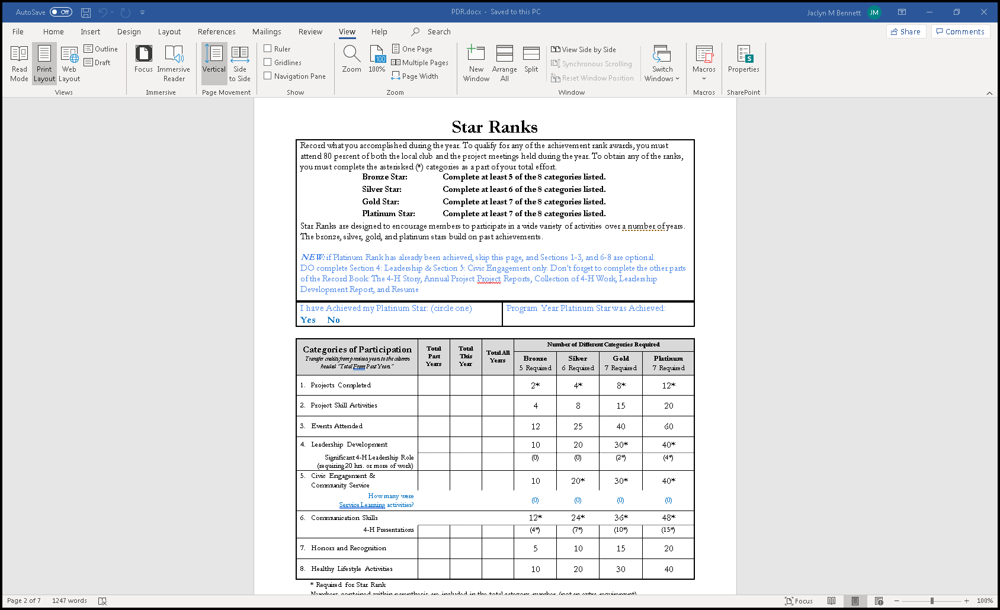 AutoSave Off PDR.docx - Saved to this PC Jaclyn M Bennett JM
File Home Insert Design Layout References Mailings Review View Help Search Share Comments
Read Mode Print Layout Web Layout Outline Draft Views
Focus Immersive Reader Immersive
Vertical Side to Side Page Movement
Ruler Gridlines Navigation Pane Show
Zoom 100 100% One Page Multiple Pages Page Width Zoom
New Window Arrange All Split View Side by Side Synchronous Scrolling Reset Window Position Switch Windows Window
Macros Macros
S Properties SharePoint
Star Ranks
Record what you accomplished during the year. To qualify for any of the achievement rank awards, you must
attend 80 percent of both the local club and the project meetings held during the year. To obtain any of the ranks,
you must complete the asterisked (*) categories as a part of your total effort.
Bronze Star: Complete at least 5 of the 8 categories listed.
Silver Star: Complete at least 6 of the 8 categories listed.
Gold Star: Complete at least 7 of the 8 categories listed.
Platinum Star: Complete at least 7 of the 8 categories listed.
Star Ranks are designed to encourage members to participate in a wide variety of activities over a number of years.
The bronze, silver, gold, and platinum stars build on past achievements.
NEW: if Platinum Rank has already been achieved, skip this page, and Sections 1-3, and 6-8 are optional.
DO complete Section 4: Leadership & Section 5: Civic Engagement only. Don't forget to complete the other parts
of the Record Book: The 4-H Story, Annual Project Project Reports, Collection of 4-H Work, Leadership
Development Report, and Resume
I have Achieved my Platinum Star: (circle one) Program Year Platinum Star was Achieved:
Yes No
Categories of Participation
Transfer credits from previous years to the column
headed "Total From Past Years."
Total Past Years Total This Year Total All Years
Number of Different Categories Required
Bronze Silver Gold Platinum
5 Required 6 Required 7 Required 7 Required
1. Projects Completed 2* 4* 8* 12*
2. Project Skill Activities 4 8 15 20
3. Events Attended 12 25 40 60
4. Leadership Development 10 20 30* 40*
Significant 4-H Leadership Role (0) (0) (2*) (4*)
(requiring 20 hrs. or more of work)
5. Civic Engagement &
Community Service 10 20* 30* 40*
How many were
Service Learning activities? (0) (0) (0) (0)
6. Communication Skills 12* 24* 36* 48*
4-H Presentations (4*) (7*) (10*) (15*)
7. Honors and Recognition 5 10 15 20
8. Healthy Lifestyle Activities 10 20 30 40
* Required for Star Rank
Numbers contained within parenthesis are included in the total category number (not an extra requirement)
Page 2 of 7 1247 words Focus 100%